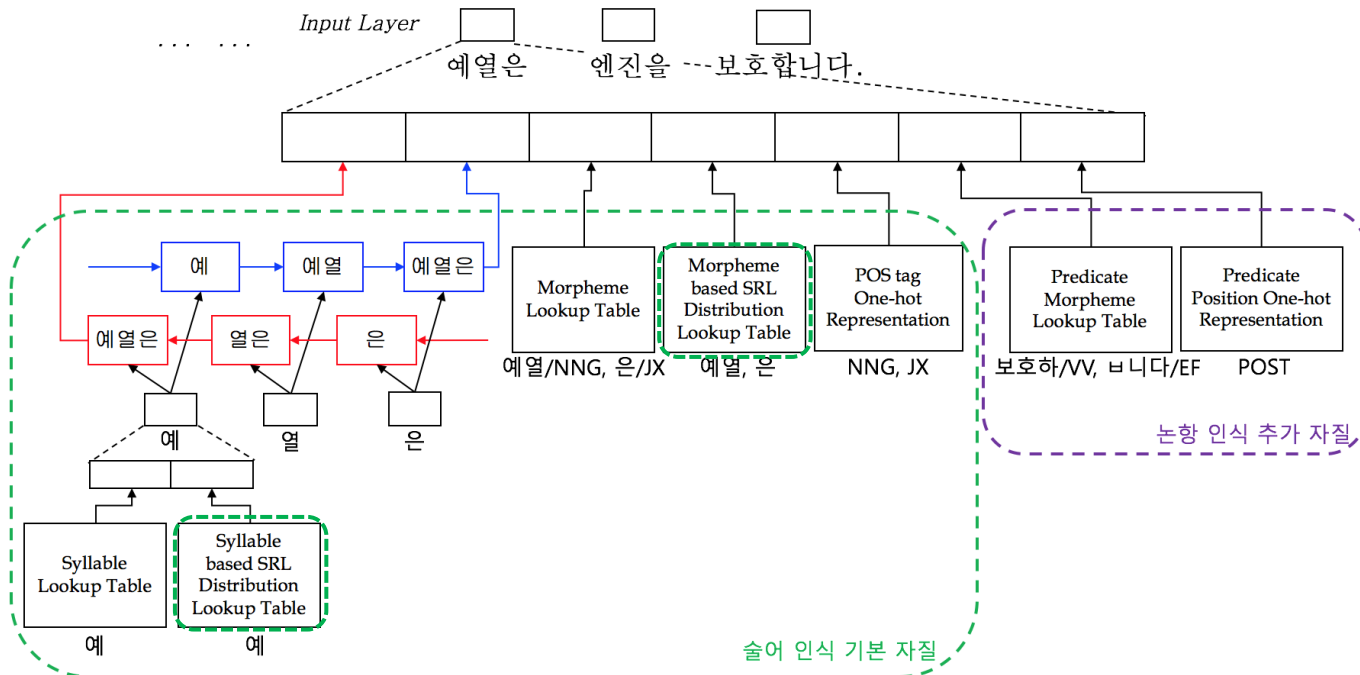 Input Layer
... ...
예열은 엔진을 보호합니다.
예 예열 예열은
예열은 열은 은
예 열 은
Morpheme
Lookup Table
예열/NNG, 은/JX
Morpheme
based SRL
Distribution
Lookup Table
예열, 은
POS tag
One-hot
Representation
NNG, JX
Predicate
Morpheme
Lookup Table
보호하/VV, ㅂ니다/EF
Predicate
Position One-hot
Representation
POST
논항 인식 추가 자질
Syllable
Lookup Table
예
Syllable
based SRL
Distribution
Lookup Table
예
술어 인식 기본 자질